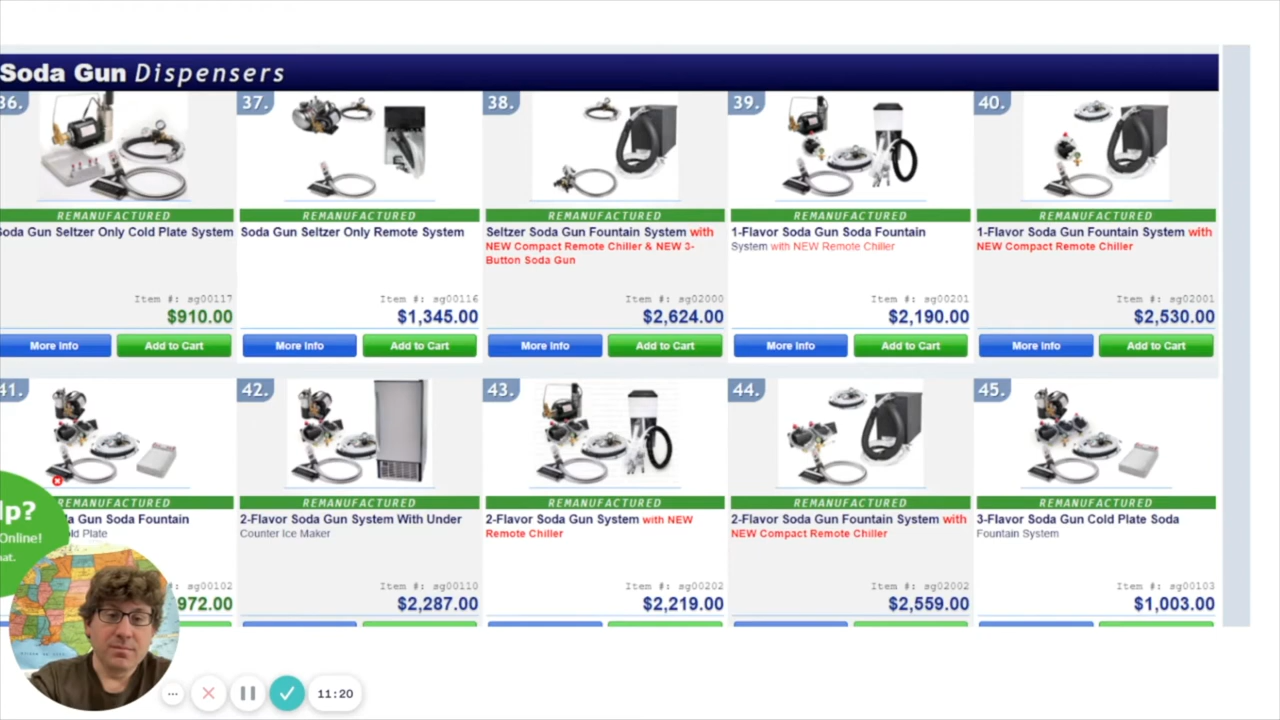 Soda Gun Dispensers
36.
37.
38.
39.
40.
REMANUFACTURED
REMANUFACTURED
REMANUFACTURED
REMANUFACTURED
REMANUFACTURED
Soda Gun Seltzer Only Cold Plate System
Item #: sg00117
$910.00
More Info Add to Cart
Soda Gun Seltzer Only Remote System
Item #: sg00116
$1,345.00
More Info Add to Cart
Seltzer Soda Gun Fountain System with
NEW Compact Remote Chiller & NEW 3-
Button Soda Gun
Item #: sg02000
$2,624.00
More Info Add to Cart
1-Flavor Soda Gun Soda Fountain
System with NEW Remote Chiller
Item #: sg00201
$2,190.00
More Info Add to Cart
1-Flavor Soda Gun Fountain System with
NEW Compact Remote Chiller
Item #: sg02001
$2,530.00
More Info Add to Cart
41.
42.
43.
44.
45.
REMANUFACTURED
REMANUFACTURED
REMANUFACTURED
REMANUFACTURED
REMANUFACTURED
Gun Soda Fountain
Plate
sg00102
972.00
2-Flavor Soda Gun System With Under
Counter Ice Maker
Item #: sg00110
$2,287.00
2-Flavor Soda Gun System with NEW
Remote Chiller
Item #: sg00202
$2,219.00
2-Flavor Soda Gun Fountain System with
NEW Compact Remote Chiller
Item #: sg02002
$2,559.00
3-Flavor Soda Gun Cold Plate Soda
Fountain System
Item #: sg00103
$1,003.00
lp?
Online!
11:20